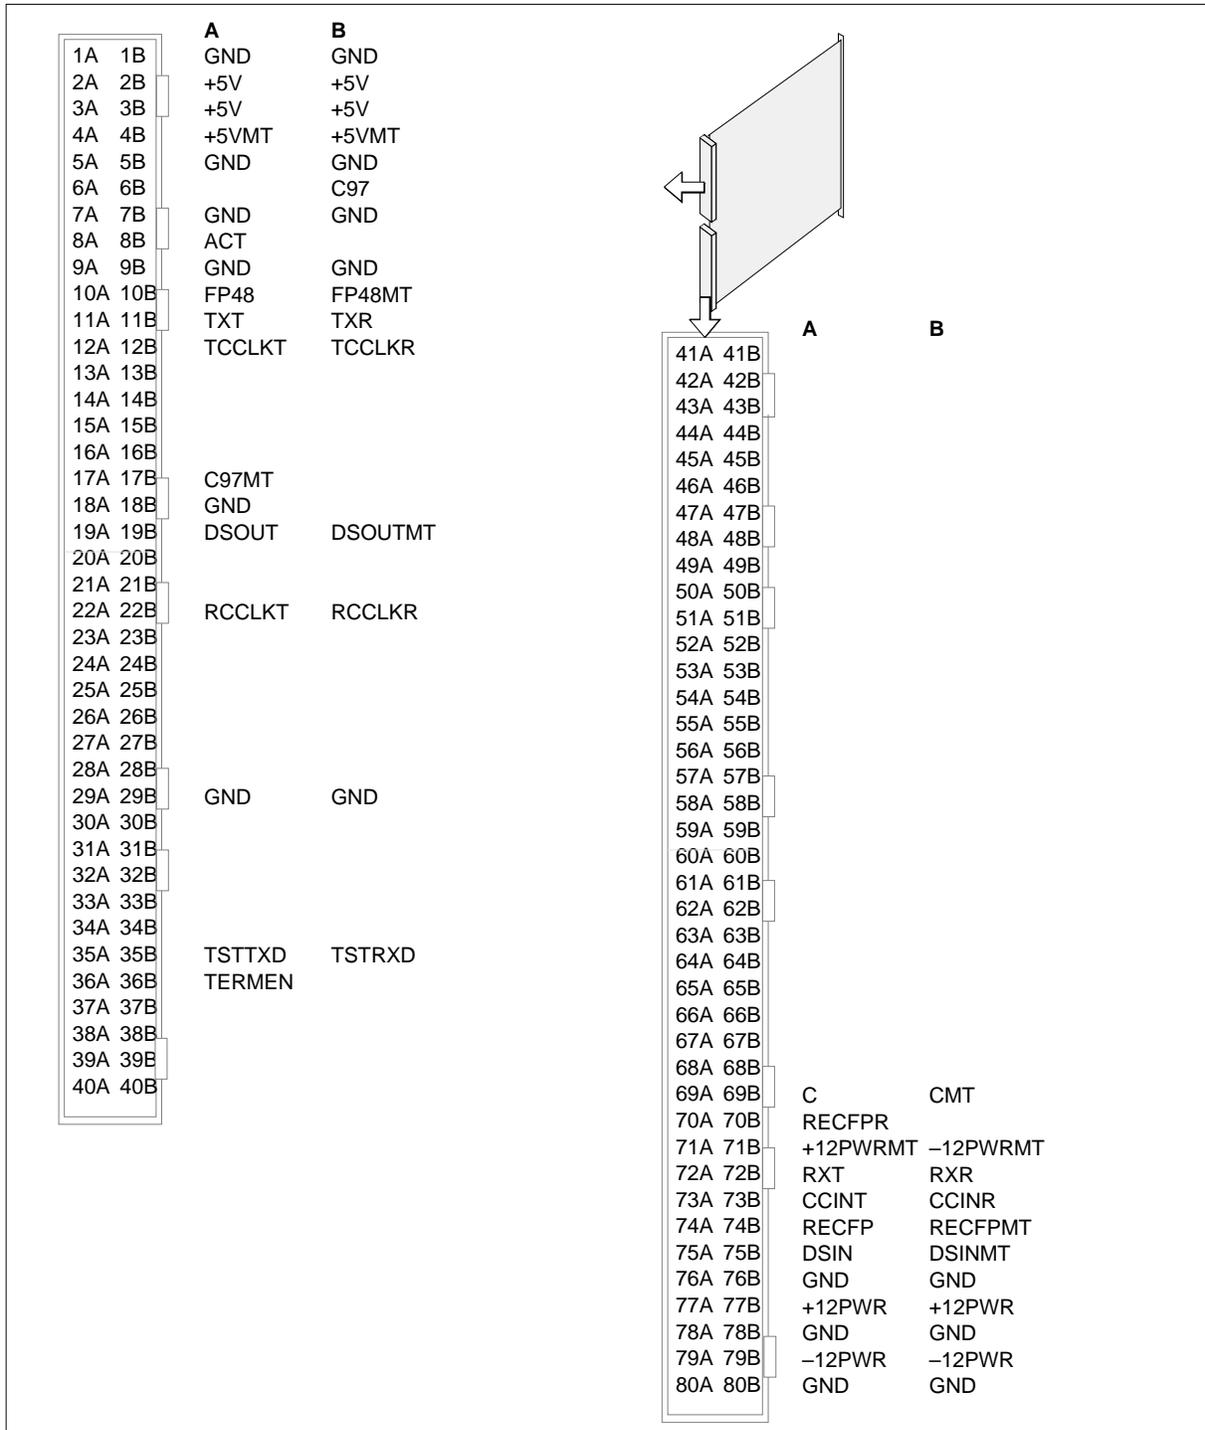 A B
1A 1B GND GND
2A 2B +5V +5V
3A 3B +5V +5V
4A 4B +5VMT +5VMT
5A 5B GND GND
6A 6B C97
7A 7B GND GND
8A 8B ACT
9A 9B GND GND
10A 10B FP48 FP48MT
11A 11B TXT TXR
12A 12B TCCLKT TCCLKR
13A 13B
14A 14B
15A 15B
16A 16B
17A 17B C97MT
18A 18B GND
19A 19B DSOUT DSOUTMT
20A 20B
21A 21B
22A 22B RCCLKT RCCLKR
23A 23B
24A 24B
25A 25B
26A 26B
27A 27B
28A 28B
29A 29B GND GND
30A 30B
31A 31B
32A 32B
33A 33B
34A 34B
35A 35B TSTTXD TSTRXD
36A 36B TERMEN
37A 37B
38A 38B
39A 39B
40A 40B
A B
41A 41B
42A 42B
43A 43B
44A 44B
45A 45B
46A 46B
47A 47B
48A 48B
49A 49B
50A 50B
51A 51B
52A 52B
53A 53B
54A 54B
55A 55B
56A 56B
57A 57B
58A 58B
59A 59B
60A 60B
61A 61B
62A 62B
63A 63B
64A 64B
65A 65B
66A 66B
67A 67B
68A 68B
69A 69B C CMT
70A 70B RECFPR
71A 71B +12PWRMT –12PWRMT
72A 72B RXT RXR
73A 73B CCINT CCINR
74A 74B RECFP RECFPMT
75A 75B DSIN DSINMT
76A 76B GND GND
77A 77B +12PWR +12PWR
78A 78B GND GND
79A 79B –12PWR –12PWR
80A 80B GND GND